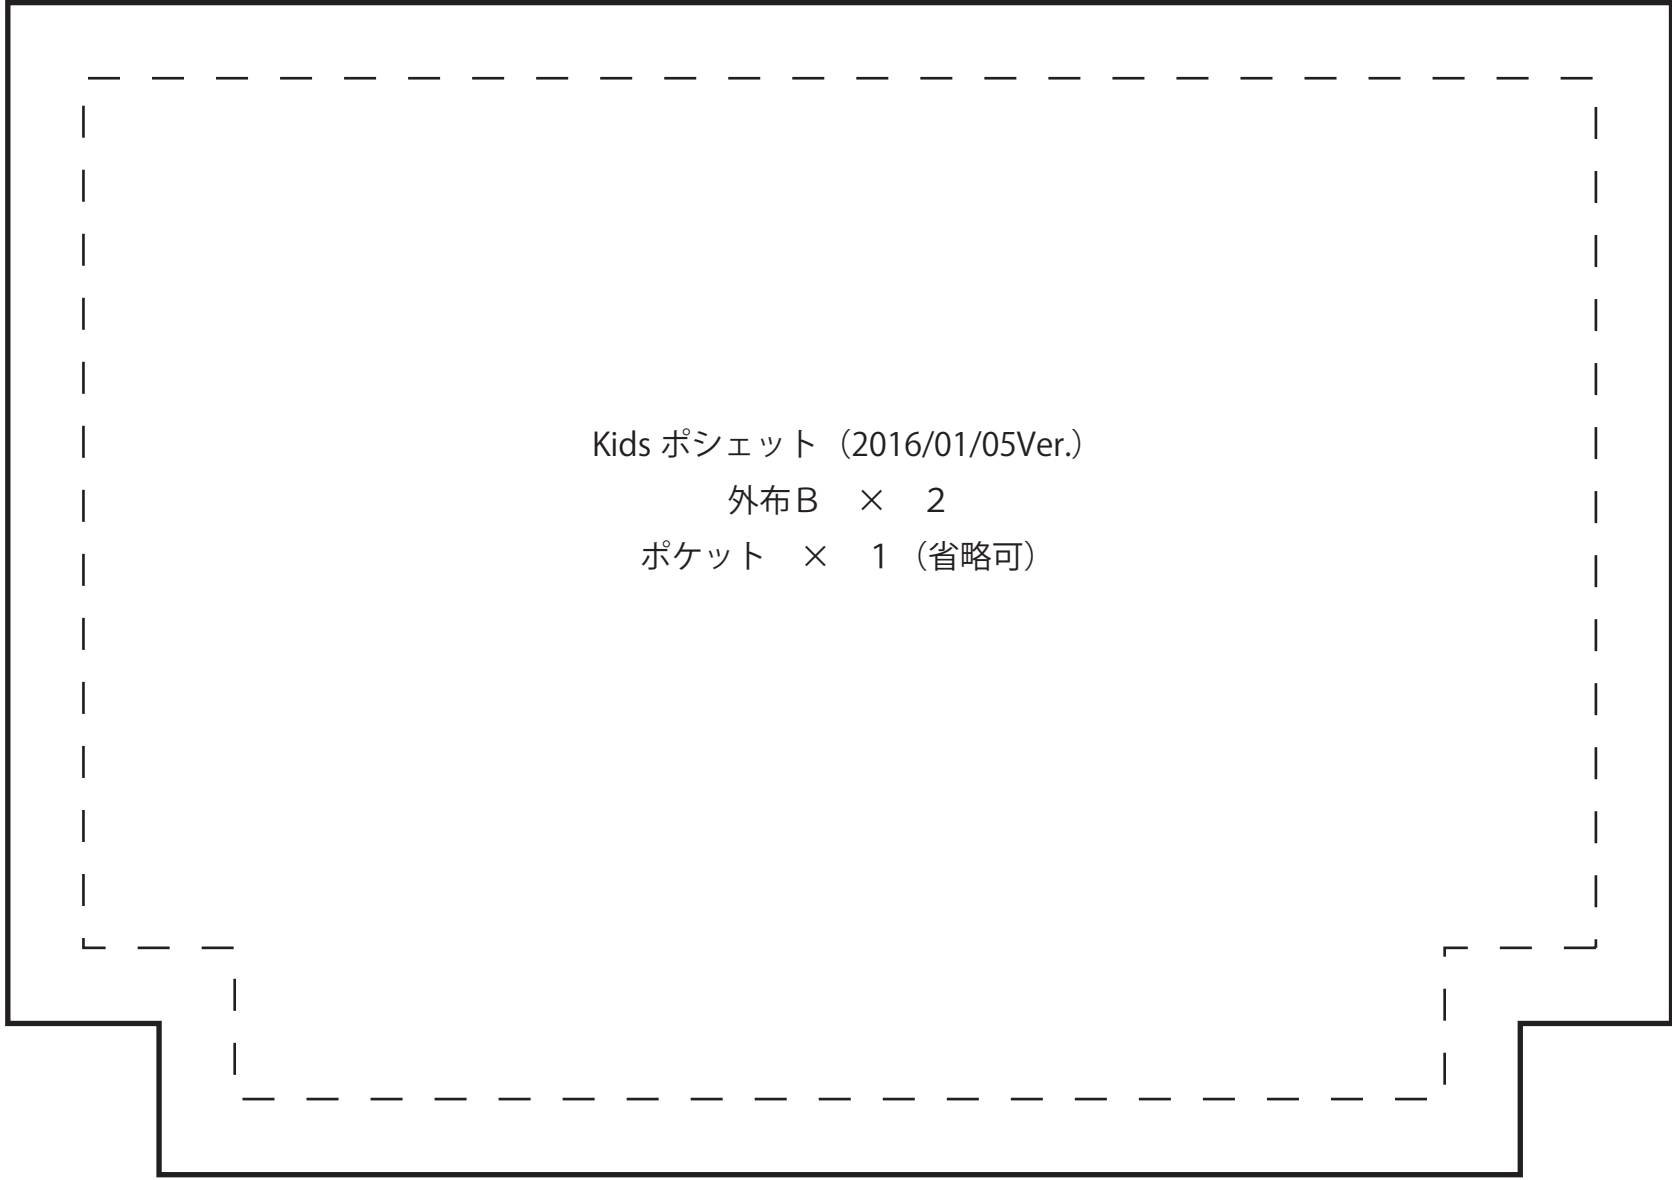 Kids ポシェット（2016/01/05Ver.）
外布Ｂ　×　２
ポケット　×　１（省略可）